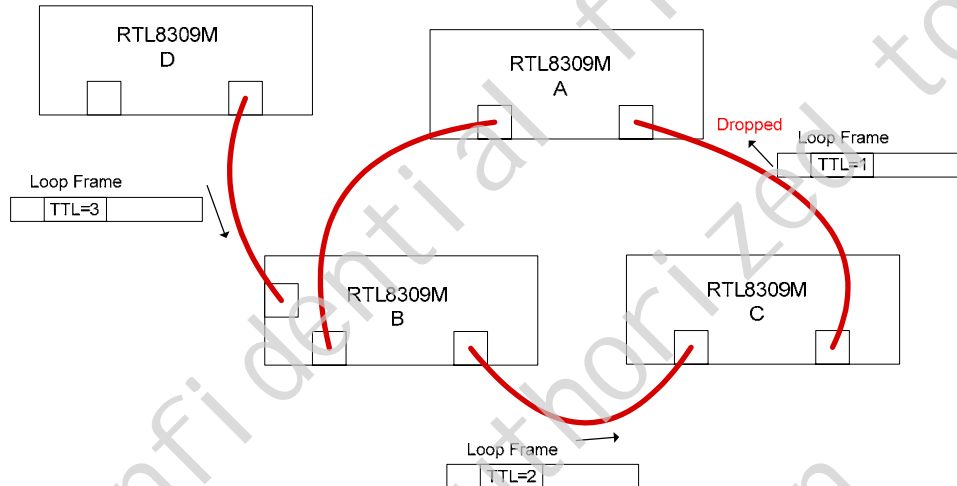 RTL8309M
D
RTL8309M
A
Dropped
Loop Frame
TTL=1
Loop Frame
TTL=3
RTL8309M
B
RTL8309M
C
Loop Frame
TTL=2